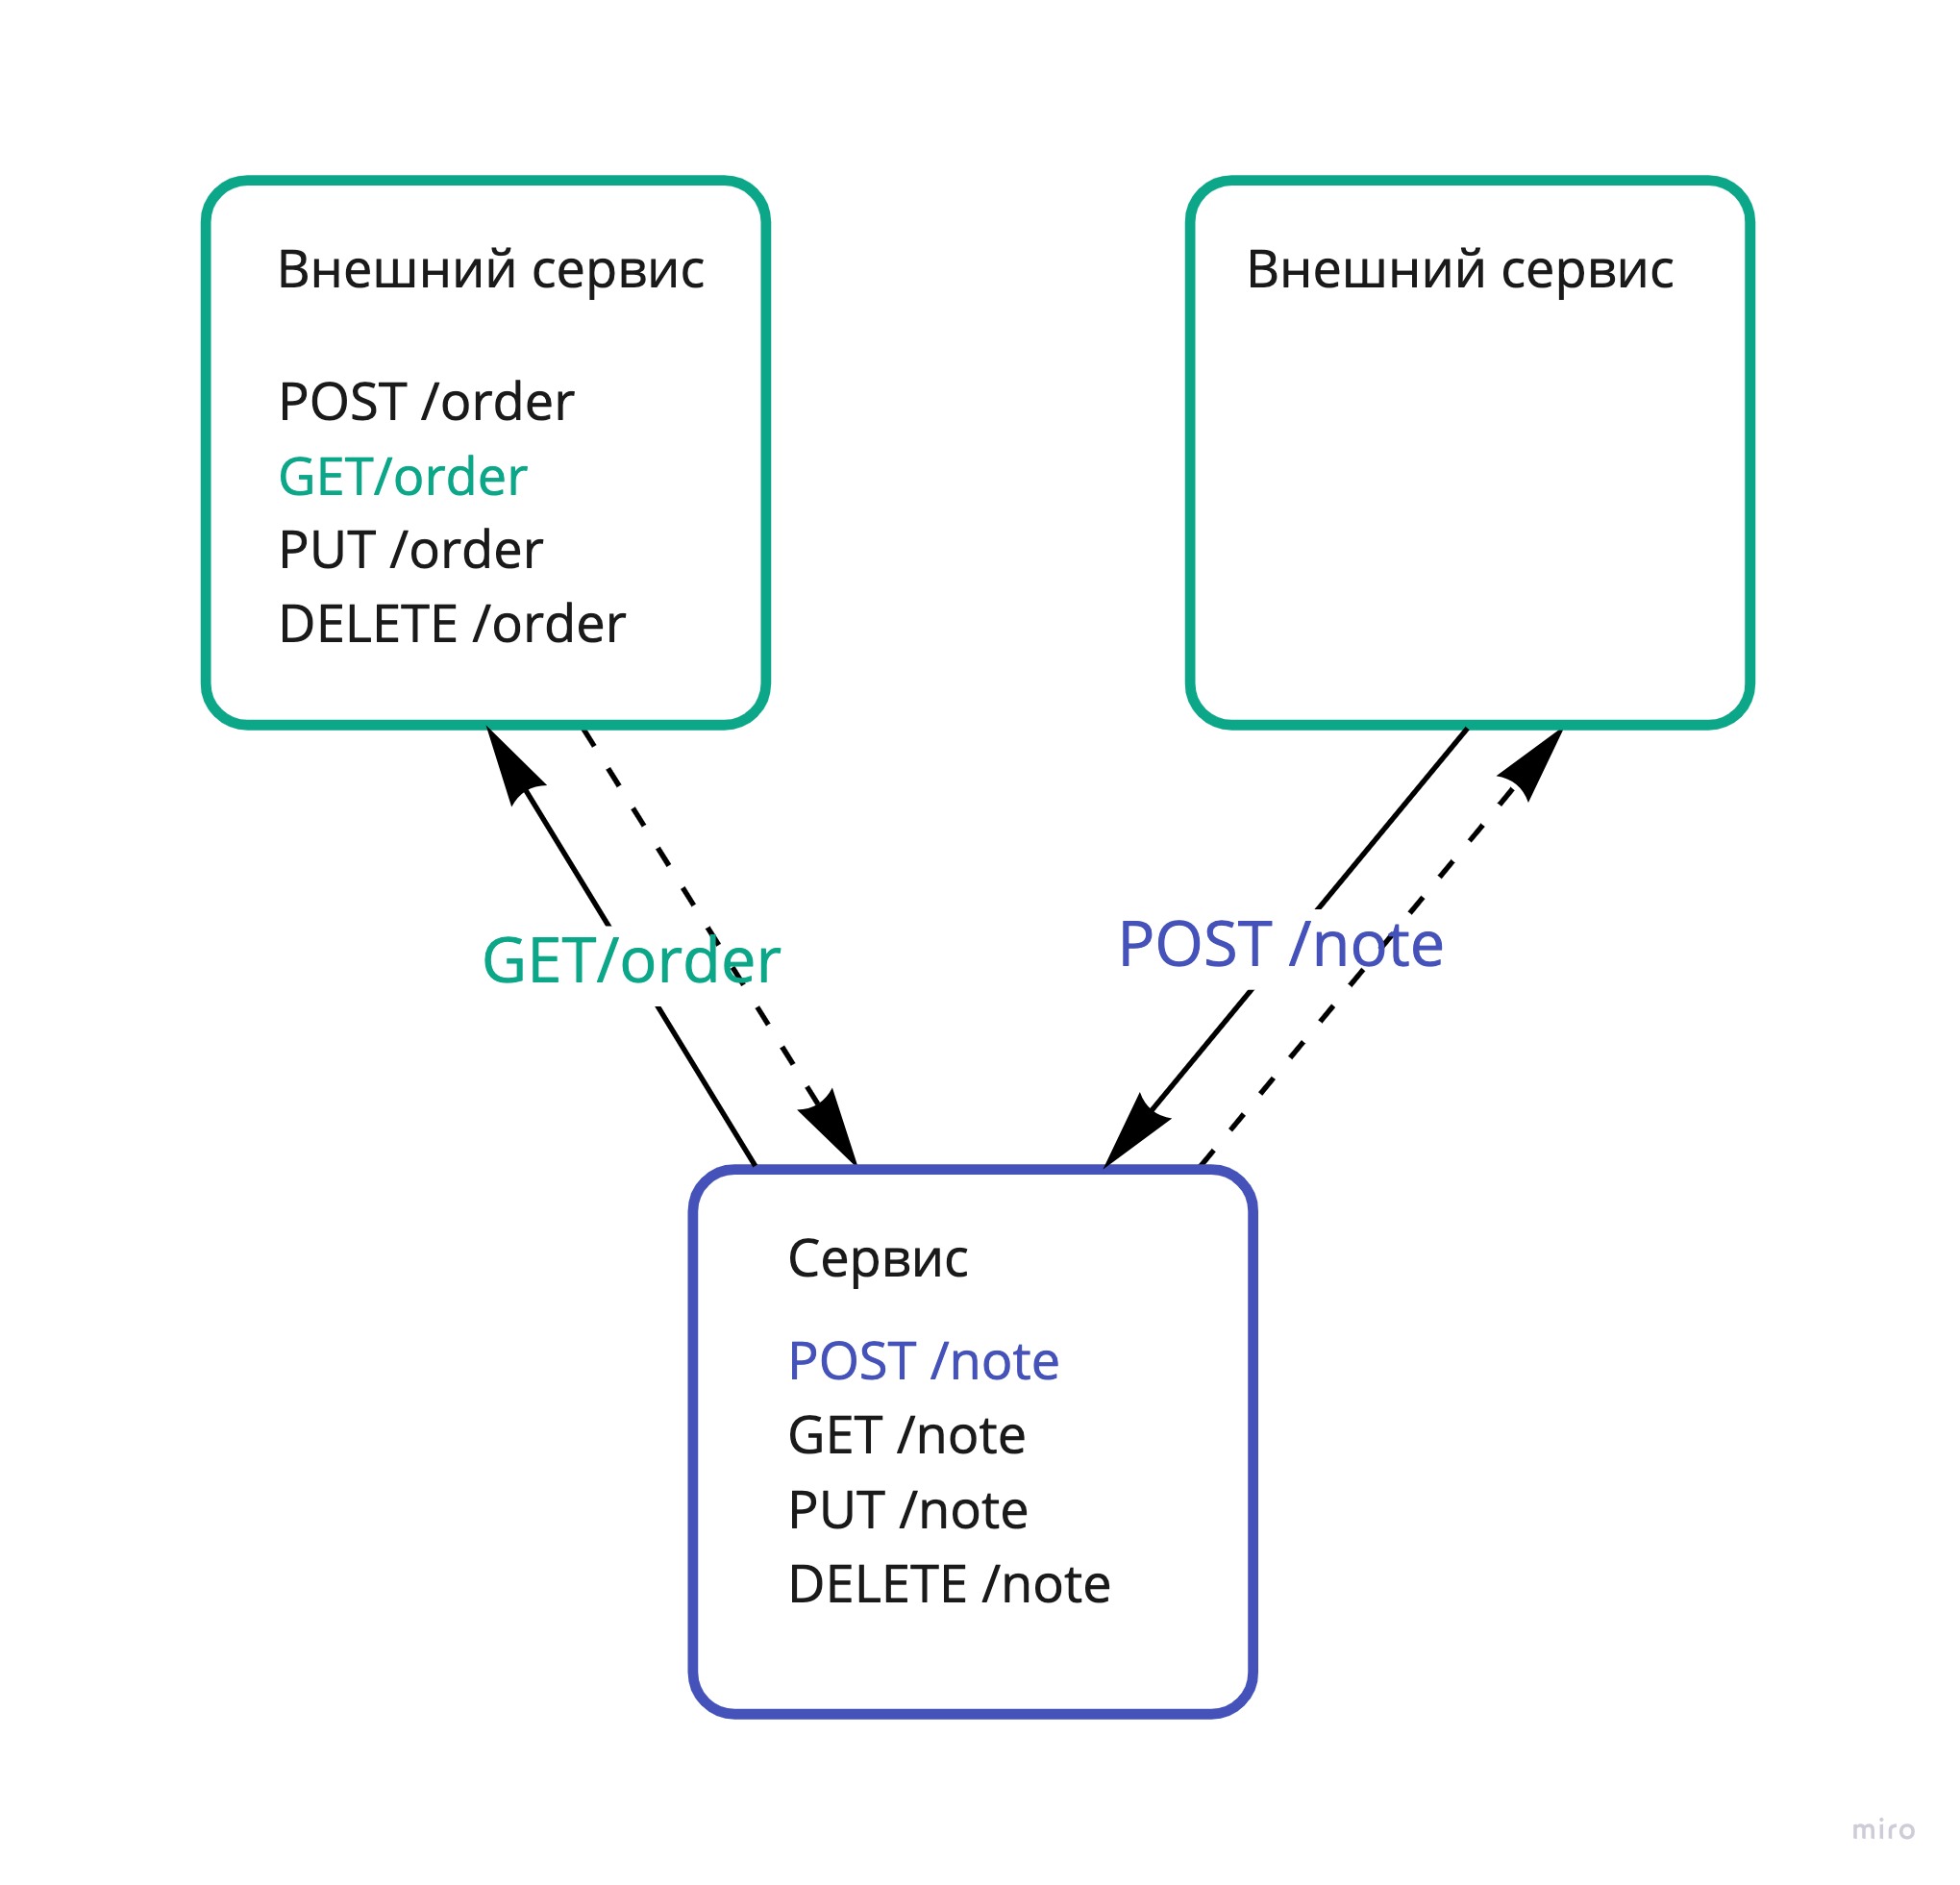 Внешний сервис
POST /order
GET/order
PUT /order
DELETE /order
Внешний сервис
GET/order
POST /note
Сервис
POST /note
GET /note
PUT /note
DELETE /note
miro